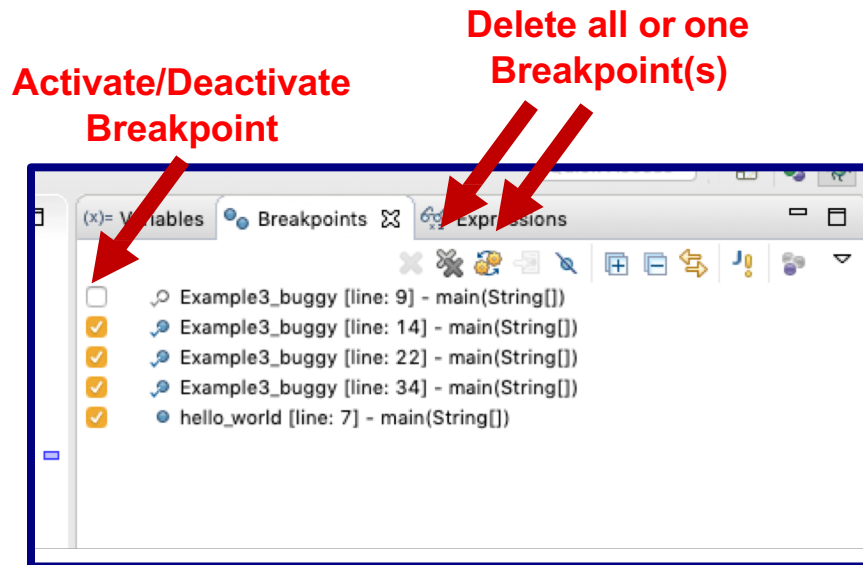 Delete all or one
Breakpoint(s)
Activate/Deactivate
Breakpoint
(x)= Variables Breakpoints Expressions
Example3_buggy [line: 9] - main(String[])
Example3_buggy [line: 14] - main(String[])
Example3_buggy [line: 22] - main(String[])
Example3_buggy [line: 34] - main(String[])
hello_world [line: 7] - main(String[])